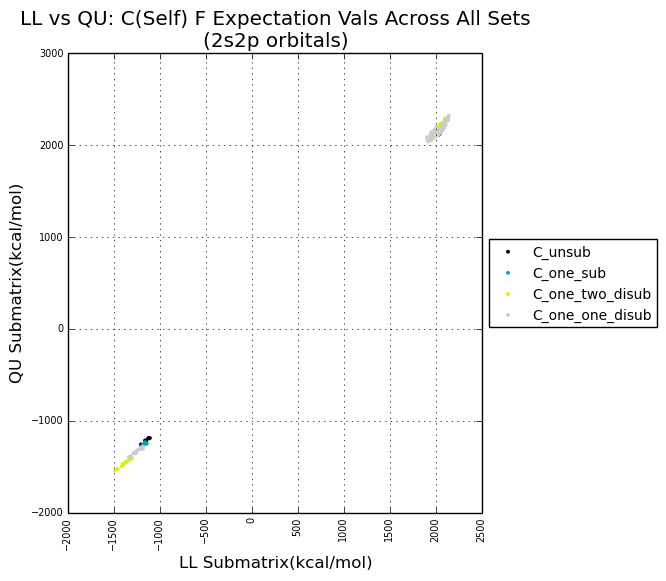 LL vs QU: C(Self) F Expectation Vals Across All Sets
(2s2p orbitals)
3000
2000
1000
0
−1000
−2000
QU Submatrix(kcal/mol)
−2000
−1500
−1000
−500
0
500
1000
1500
2000
2500
LL Submatrix(kcal/mol)
C_unsub
C_one_sub
C_one_two_disub
C_one_one_disub